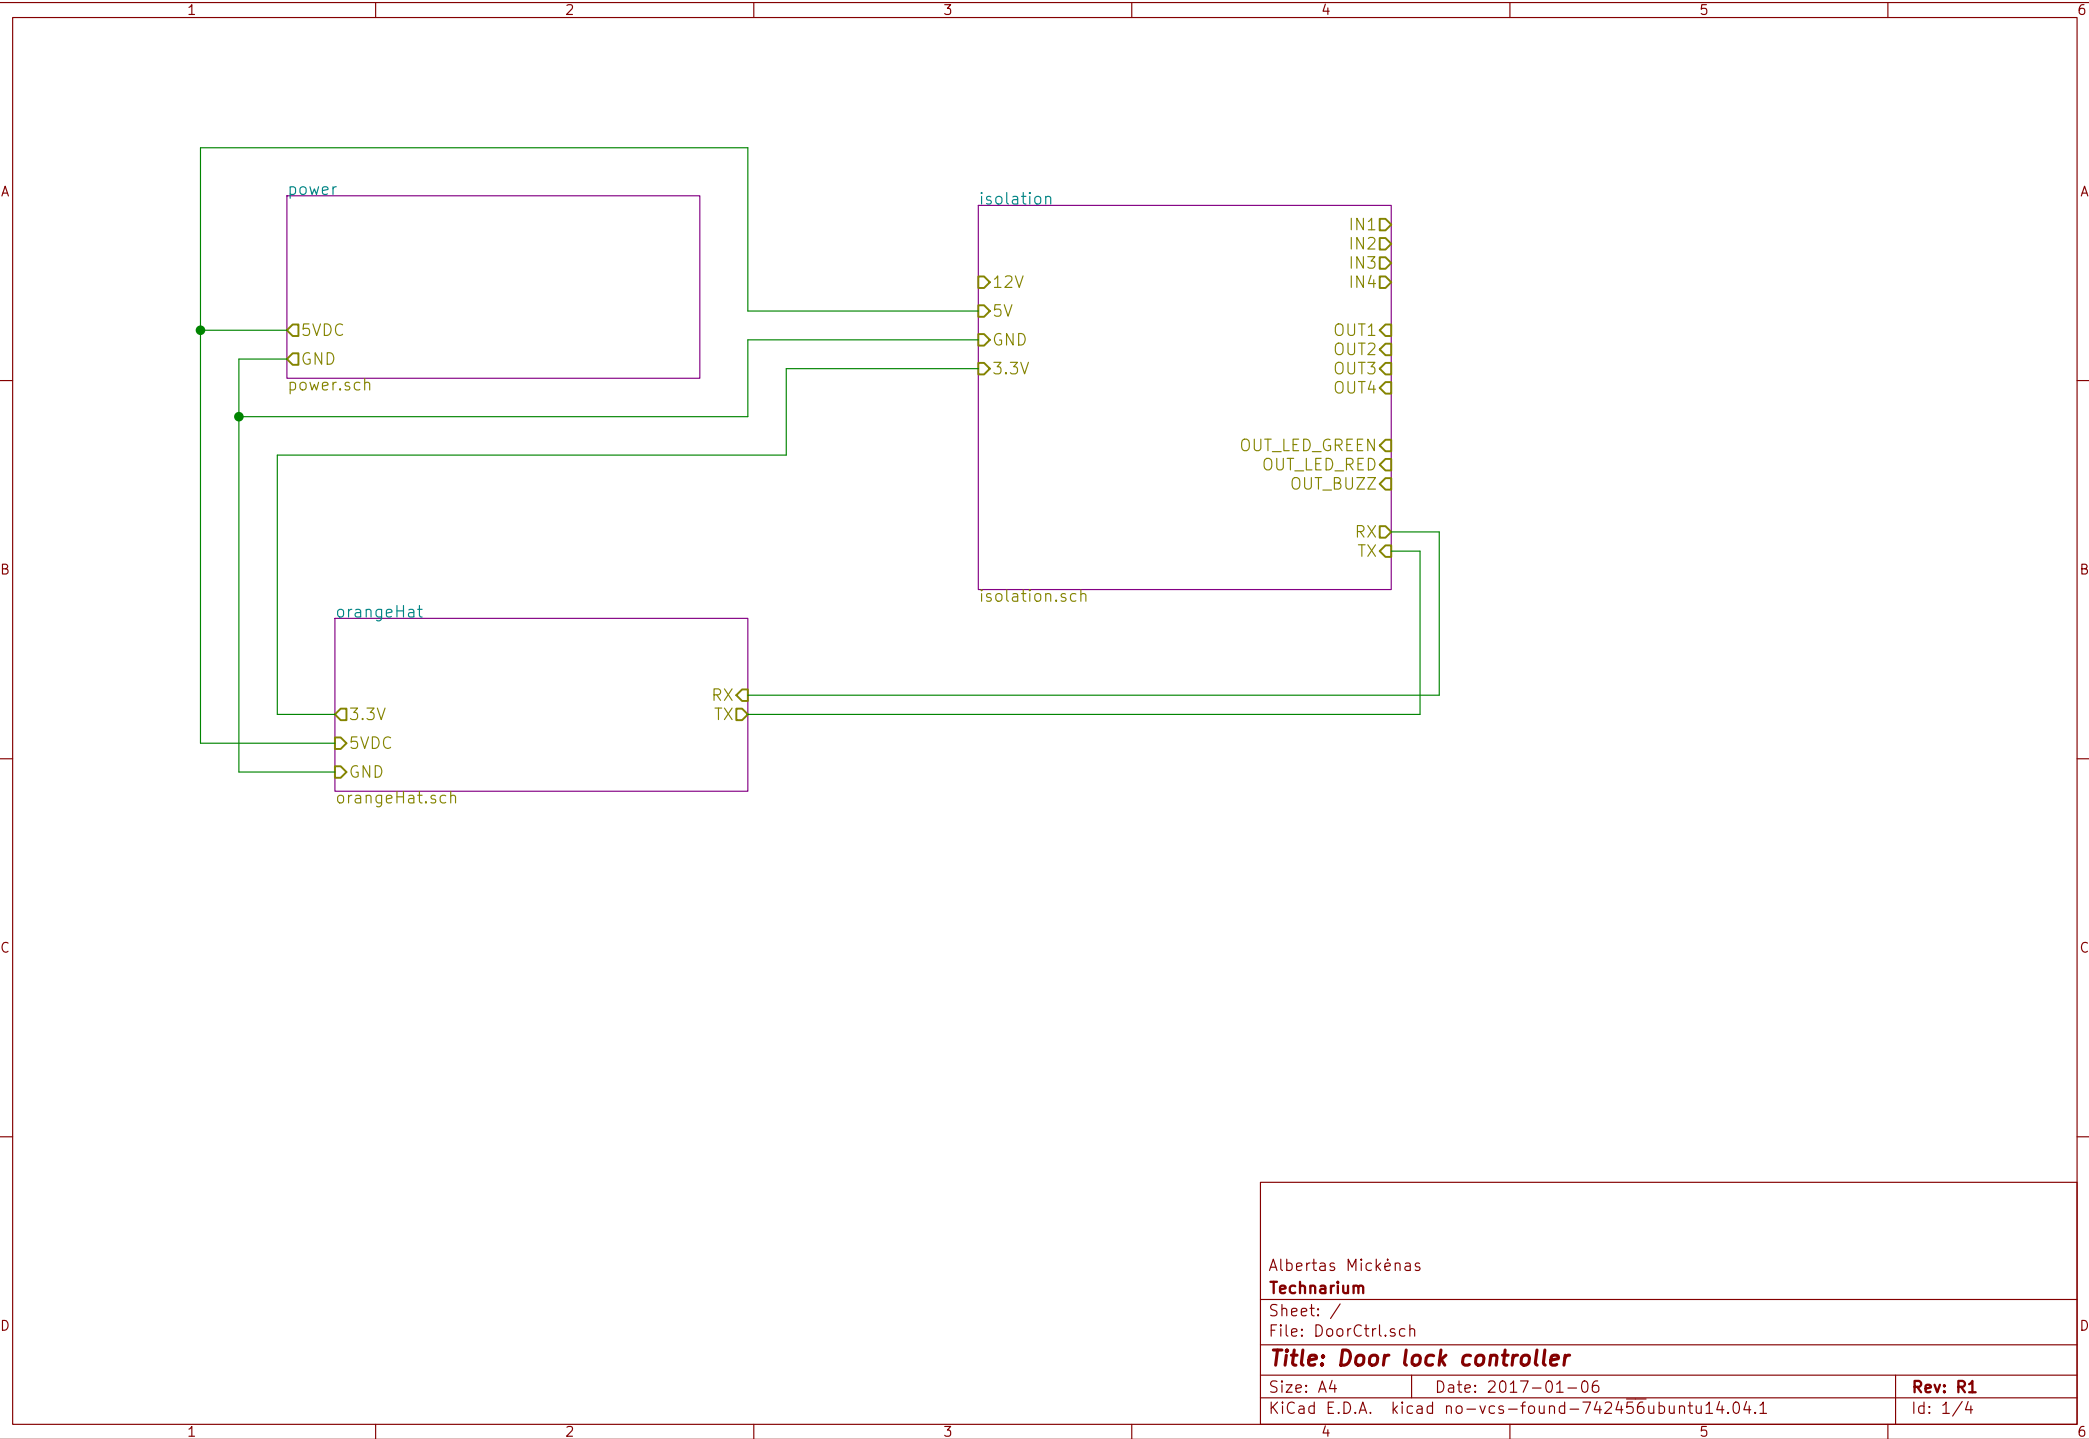 1 2 3 4 5 6
A A
power
isolation
IN1
IN2
IN3
IN4
12V
5V
GND
3.3V
5VDC
GND
power.sch
OUT1
OUT2
OUT3
OUT4
OUT_LED_GREEN
OUT_LED_RED
OUT_BUZZ
RX
TX
B B
isolation.sch
orangeHat
RX
TX
3.3V
5VDC
GND
orangeHat.sch
C C
Albertas Mickėnas
Technarium
Sheet: /
File: DoorCtrl.sch
D D
Title: Door lock controller
Size: A4 Date: 2017-01-06 Rev: R1
KiCad E.D.A. kicad no-vcs-found-742456ubuntu14.04.1 Id: 1/4
1 2 3 4 5 6